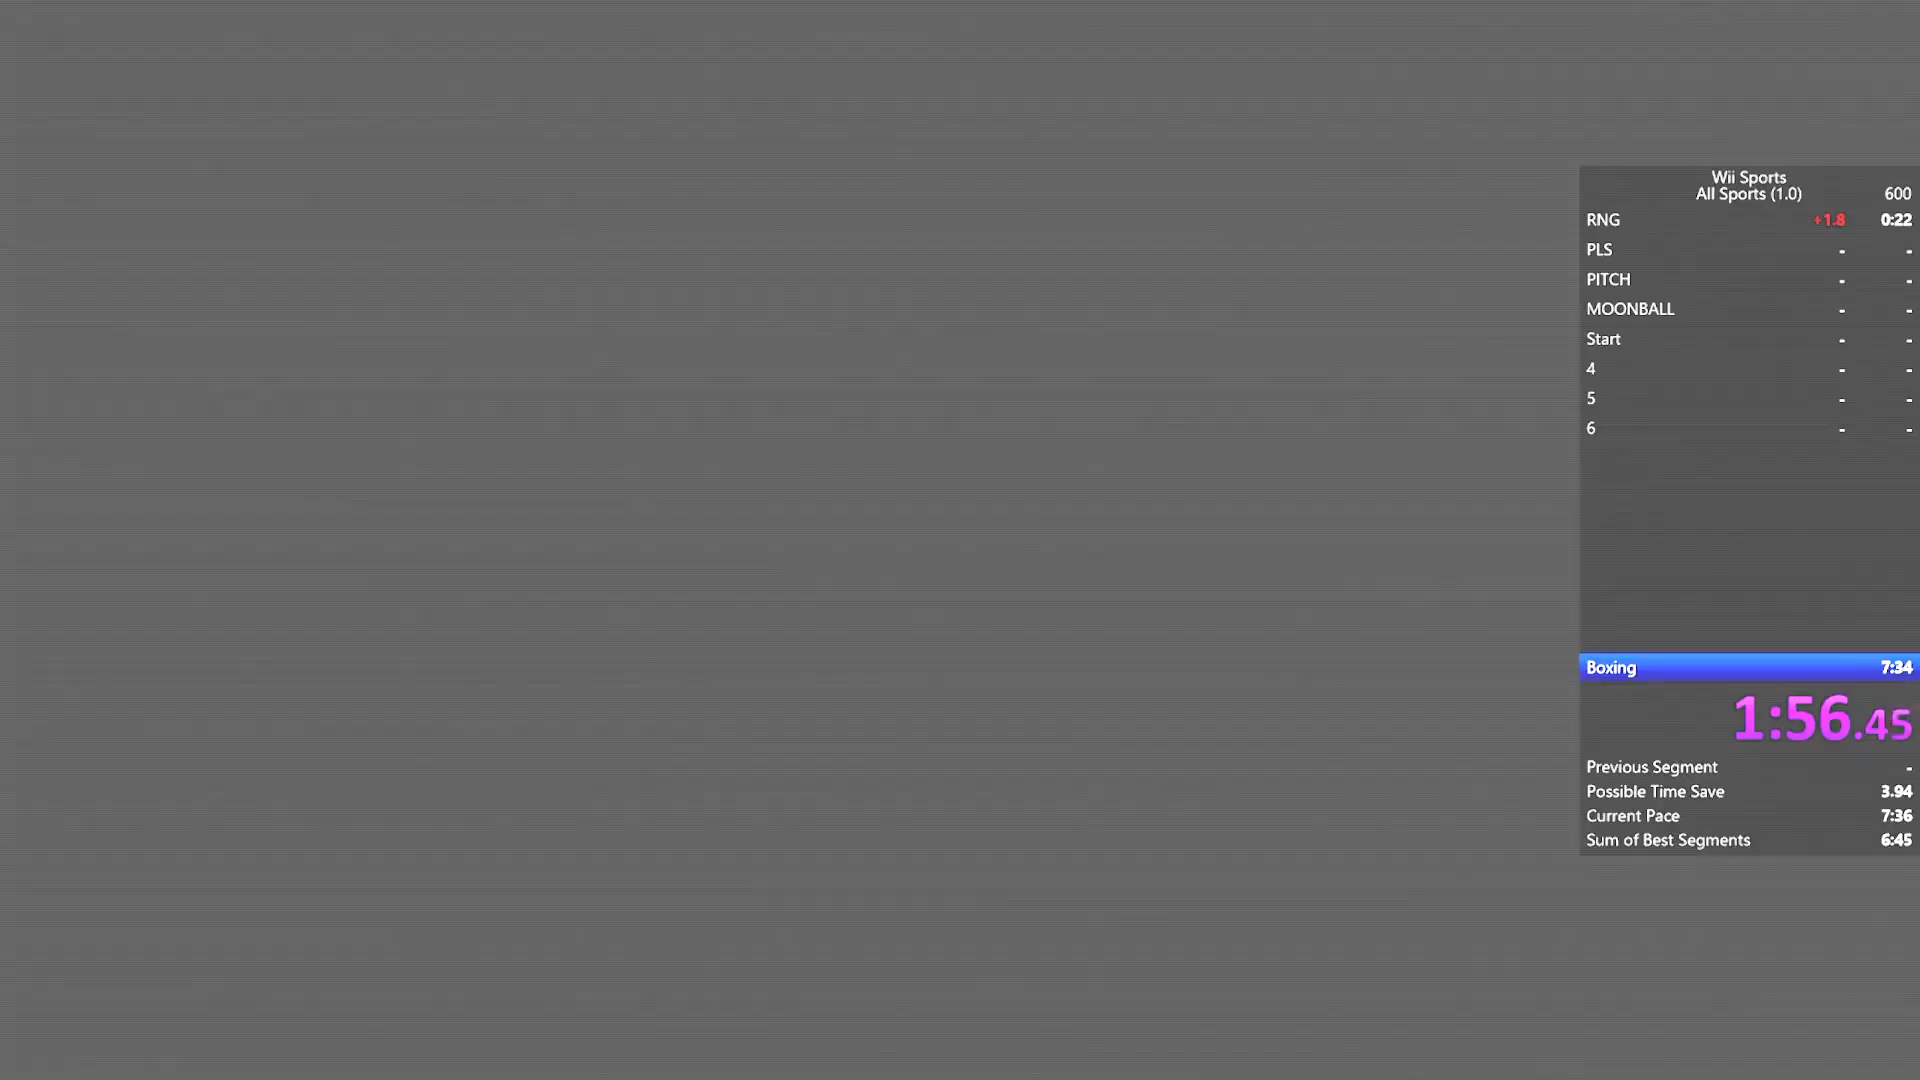 Wii Sports
All Sports (1.0) 600
RNG +1.8 0:22
PLS - -
PITCH - -
MOONBALL - -
Start - -
4 - -
5 - -
6 - -
Boxing 7:34
1:56.45
Previous Segment -
Possible Time Save 3.94
Current Pace 7:36
Sum of Best Segments 6:45